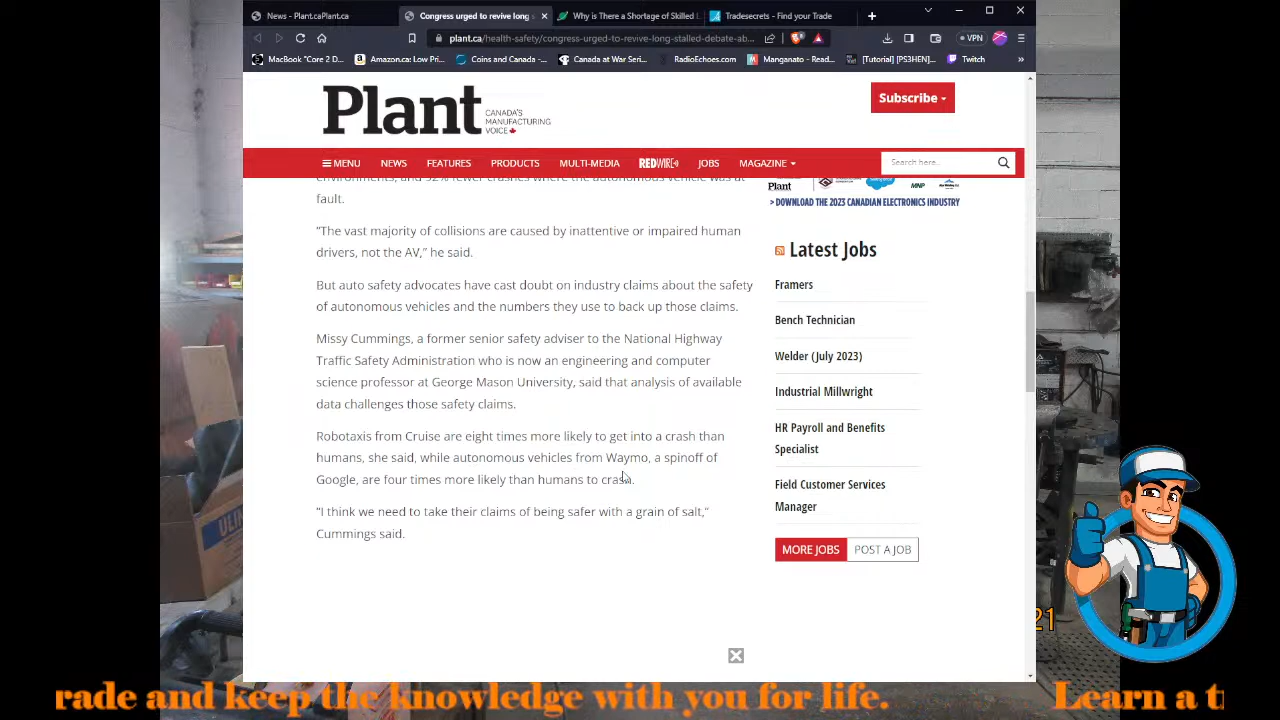 News - Plant.caPlant.ca
Congress urged to revive long s
Why is There a Shortage of Skilled l
Tradesecrets - Find your Trade
plant.ca/health-safety/congress-urged-to-revive-long-stalled-debate-ab...
VPN
MacBook "Core 2 D...
Amazon.ca: Low Pri...
Coins and Canada -...
Canada at War Seri...
RadioEchoes.com
Manganato - Read...
[Tutorial] [PS3HEN]...
Twitch
Plant
CANADA'S
MANUFACTURING
VOICE
Subscribe
MENU
NEWS
FEATURES
PRODUCTS
MULTI-MEDIA
REDWIRE
JOBS
MAGAZINE
Search here..
fault.
"The vast majority of collisions are caused by inattentive or impaired human
drivers, not the AV," he said.
But auto safety advocates have cast doubt on industry claims about the safety
of autonomous vehicles and the numbers they use to back up those claims.
Missy Cummings, a former senior safety adviser to the National Highway
Traffic Safety Administration who is now an engineering and computer
science professor at George Mason University, said that analysis of available
data challenges those safety claims.
Robotaxis from Cruise are eight times more likely to get into a crash than
humans, she said, while autonomous vehicles from Waymo, a spinoff of
Google, are four times more likely than humans to crash.
"I think we need to take their claims of being safer with a grain of salt,"
Cummings said.
Plant
MNP
> DOWNLOAD THE 2023 CANADIAN ELECTRONICS INDUSTRY
Latest Jobs
Framers
Bench Technician
Welder (July 2023)
Industrial Millwright
HR Payroll and Benefits
Specialist
Field Customer Services
Manager
MORE JOBS
POST A JOB
21
rade and keep the knowledge with you for life.
Learn a t